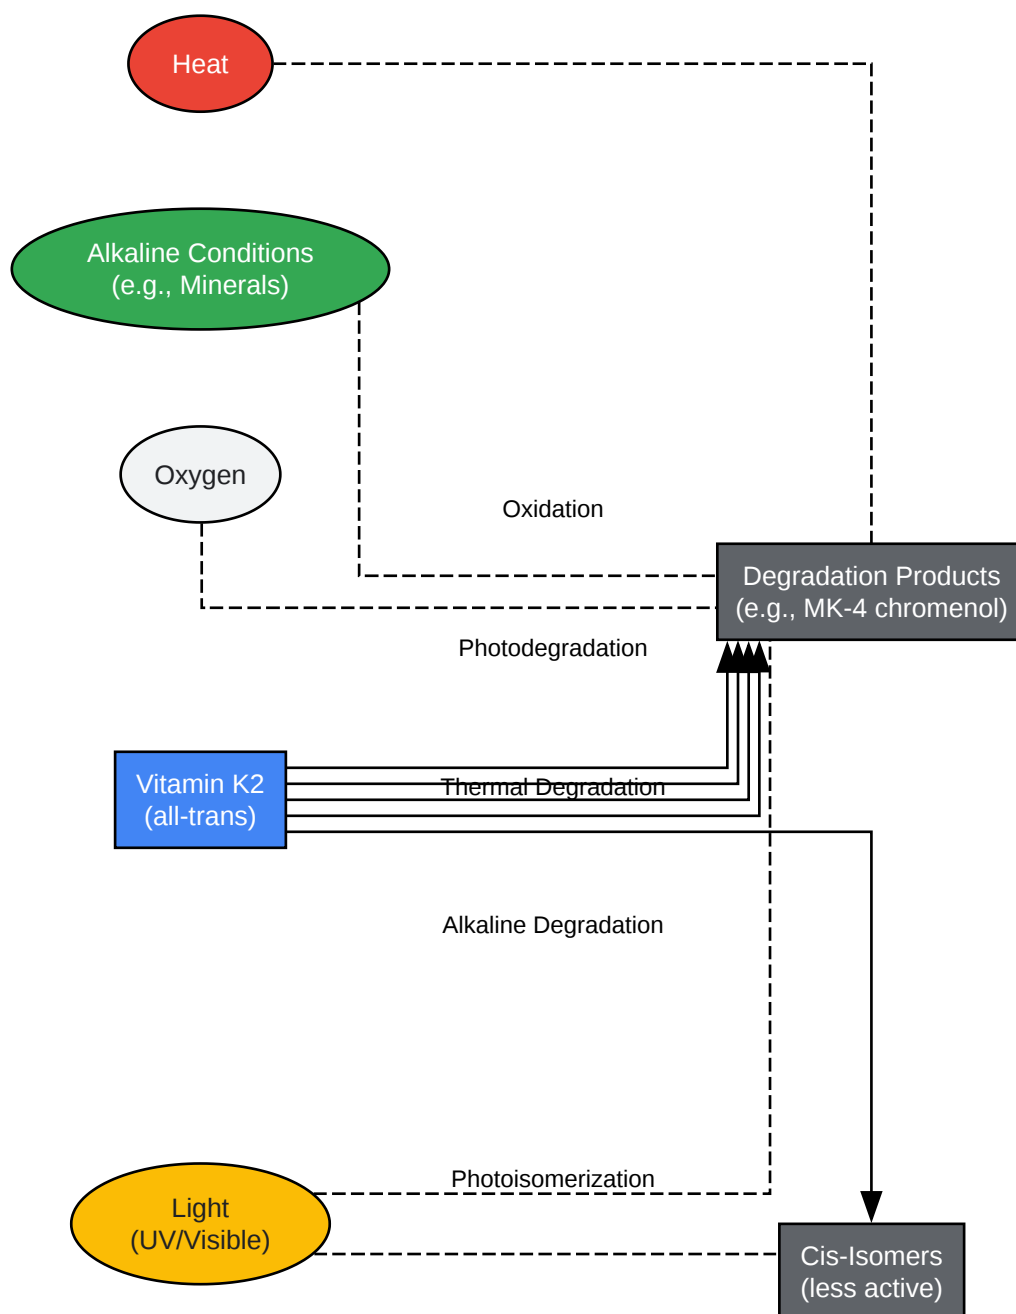 Heat
Alkaline Conditions
(e.g., Minerals)
Oxygen
Oxidation
Degradation Products
(e.g., MK-4 chromenol)
Photodegradation
Vitamin K2
(all-trans)
Thermal Degradation
Alkaline Degradation
Photoisomerization
Light
(UV/Visible)
Cis-Isomers
(less active)